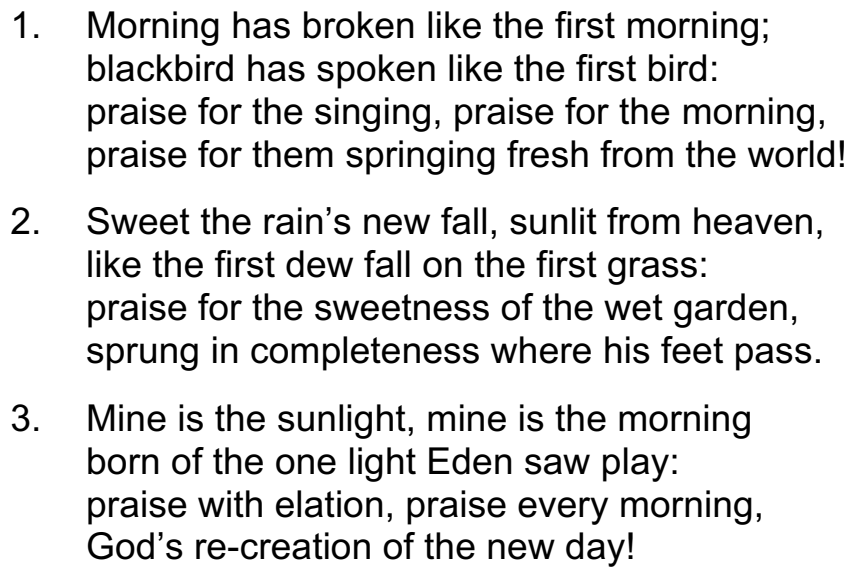 1. Morning has broken like the first morning;
blackbird has spoken like the first bird:
praise for the singing, praise for the morning,
praise for them springing fresh from the world!
2. Sweet the rain’s new fall, sunlit from heaven,
like the first dew fall on the first grass:
praise for the sweetness of the wet garden,
sprung in completeness where his feet pass.
3. Mine is the sunlight, mine is the morning
born of the one light Eden saw play:
praise with elation, praise every morning,
God’s re-creation of the new day!